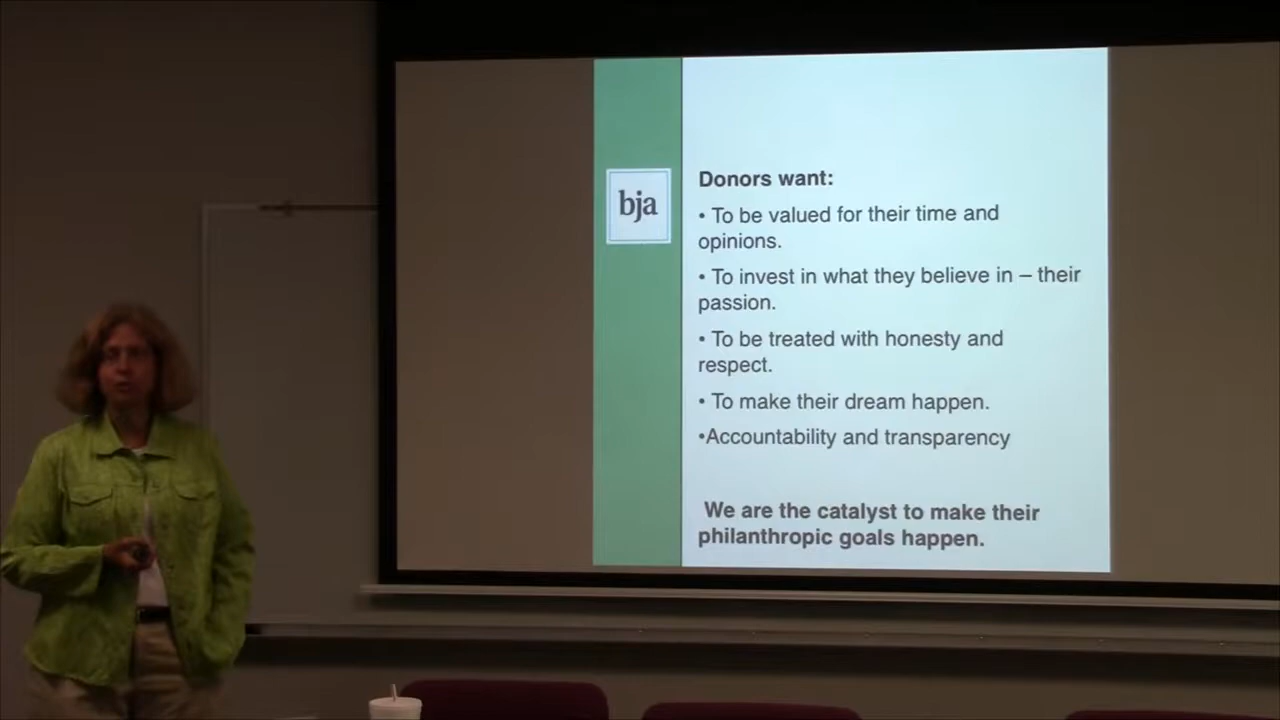 bja
Donors want:
• To be valued for their time and
opinions.
• To invest in what they believe in – their
passion.
• To be treated with honesty and
respect.
• To make their dream happen.
•Accountability and transparency
We are the catalyst to make their
philanthropic goals happen.